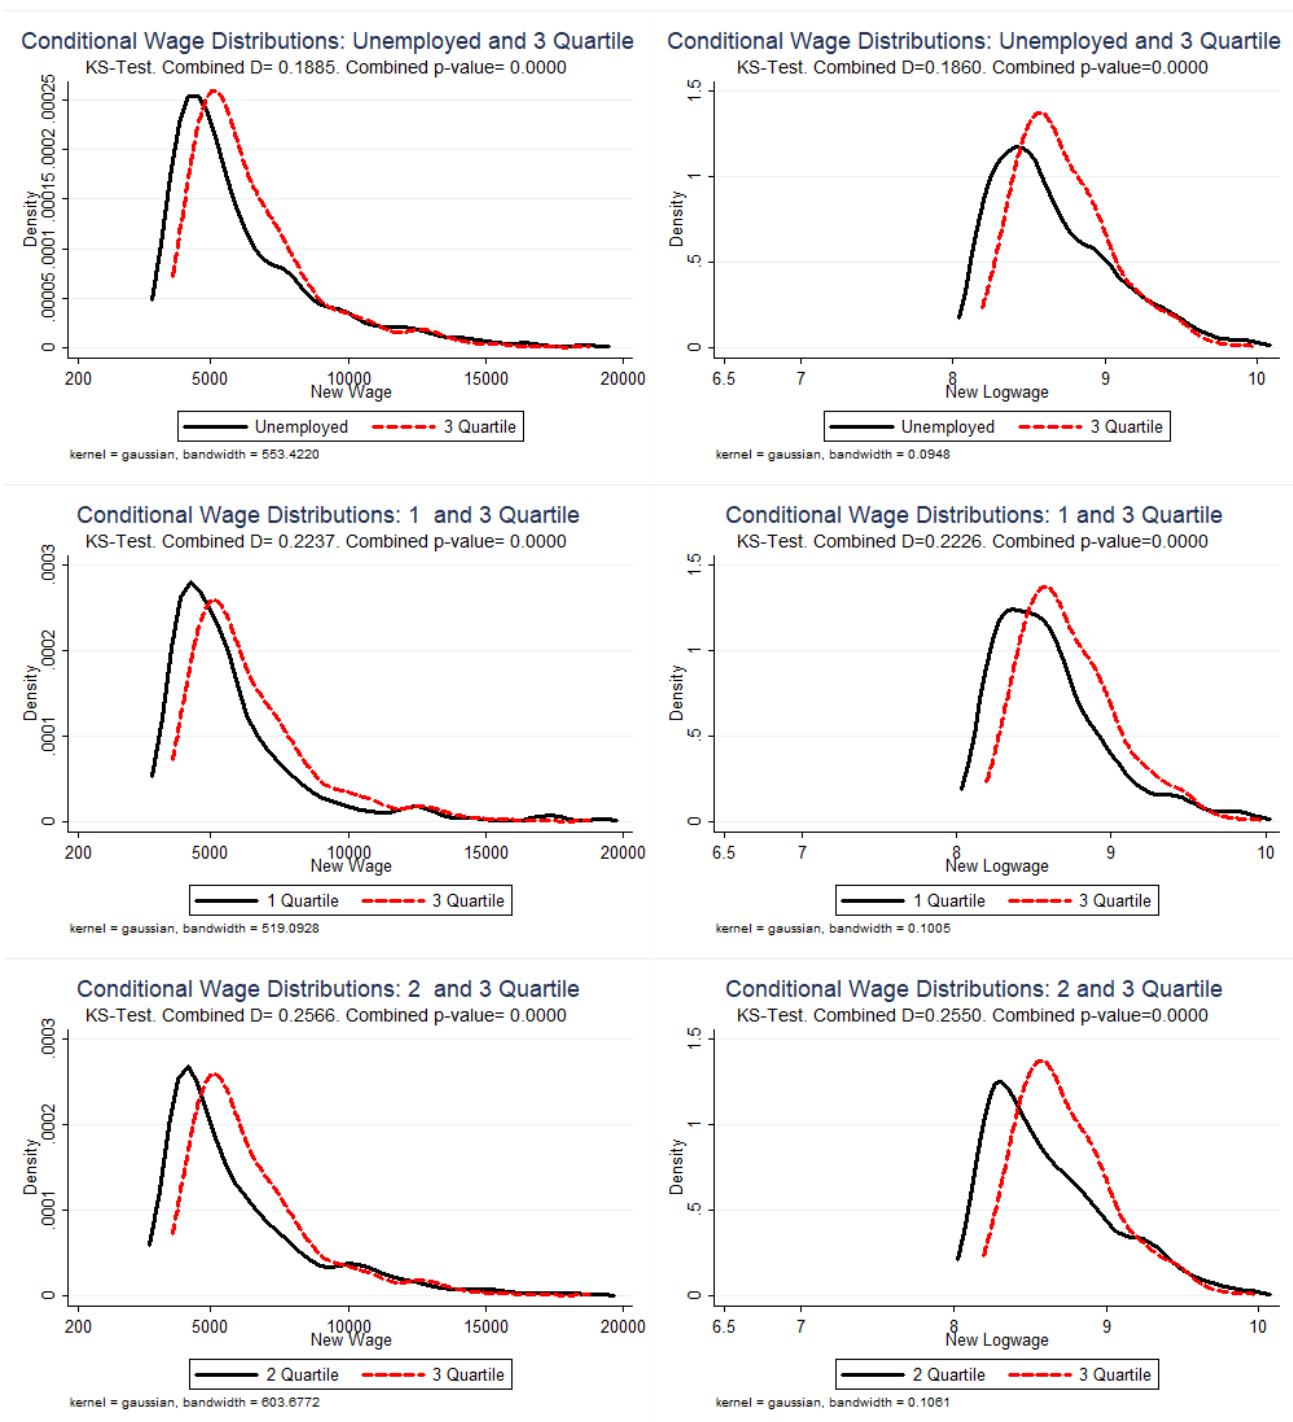 Conditional Wage Distributions: Unemployed and 3 Quartile
KS-Test. Combined D= 0.1885. Combined p-value= 0.0000
Density
0 .00005 .0001 .00015 .0002 .00025
200 5000 10000 15000 20000
New Wage
Unemployed 3 Quartile
kernel = gaussian, bandwidth = 553.4220
Conditional Wage Distributions: Unemployed and 3 Quartile
KS-Test. Combined D=0.1860. Combined p-value=0.0000
Density
0 .5 1 1.5
6.5 7 8 9 10
New Logwage
Unemployed 3 Quartile
kernel = gaussian, bandwidth = 0.0948
Conditional Wage Distributions: 1 and 3 Quartile
KS-Test. Combined D= 0.2237. Combined p-value= 0.0000
Density
0 .0001 .0002 .0003
200 5000 10000 15000 20000
New Wage
1 Quartile 3 Quartile
kernel = gaussian, bandwidth = 519.0928
Conditional Wage Distributions: 1 and 3 Quartile
KS-Test. Combined D=0.2226. Combined p-value=0.0000
Density
0 .5 1 1.5
6.5 7 8 9 10
New Logwage
1 Quartile 3 Quartile
kernel = gaussian, bandwidth = 0.1005
Conditional Wage Distributions: 2 and 3 Quartile
KS-Test. Combined D= 0.2566. Combined p-value= 0.0000
Density
0 .0001 .0002 .0003
200 5000 10000 15000 20000
New Wage
2 Quartile 3 Quartile
kernel = gaussian, bandwidth = 603.6772
Conditional Wage Distributions: 2 and 3 Quartile
KS-Test. Combined D=0.2550. Combined p-value=0.0000
Density
0 .5 1 1.5
6.5 7 8 9 10
New Logwage
2 Quartile 3 Quartile
kernel = gaussian, bandwidth = 0.1061